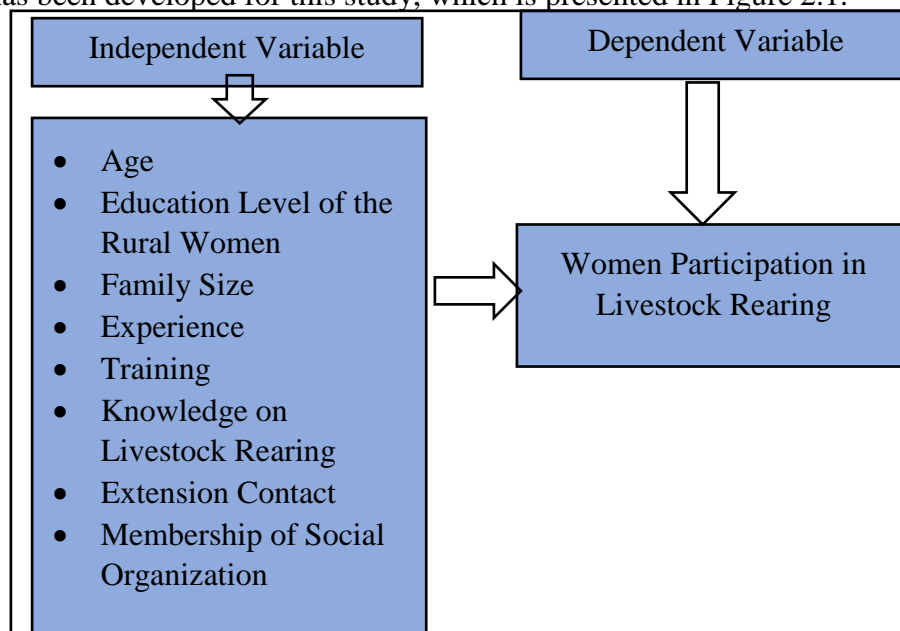 has been developed for this study, which is presented in Figure 2.1.
Independent Variable
Dependent Variable
• Age
• Education Level of the
Rural Women
• Family Size
• Experience
• Training
• Knowledge on
Livestock Rearing
• Extension Contact
• Membership of Social
Organization
Women Participation in
Livestock Rearing